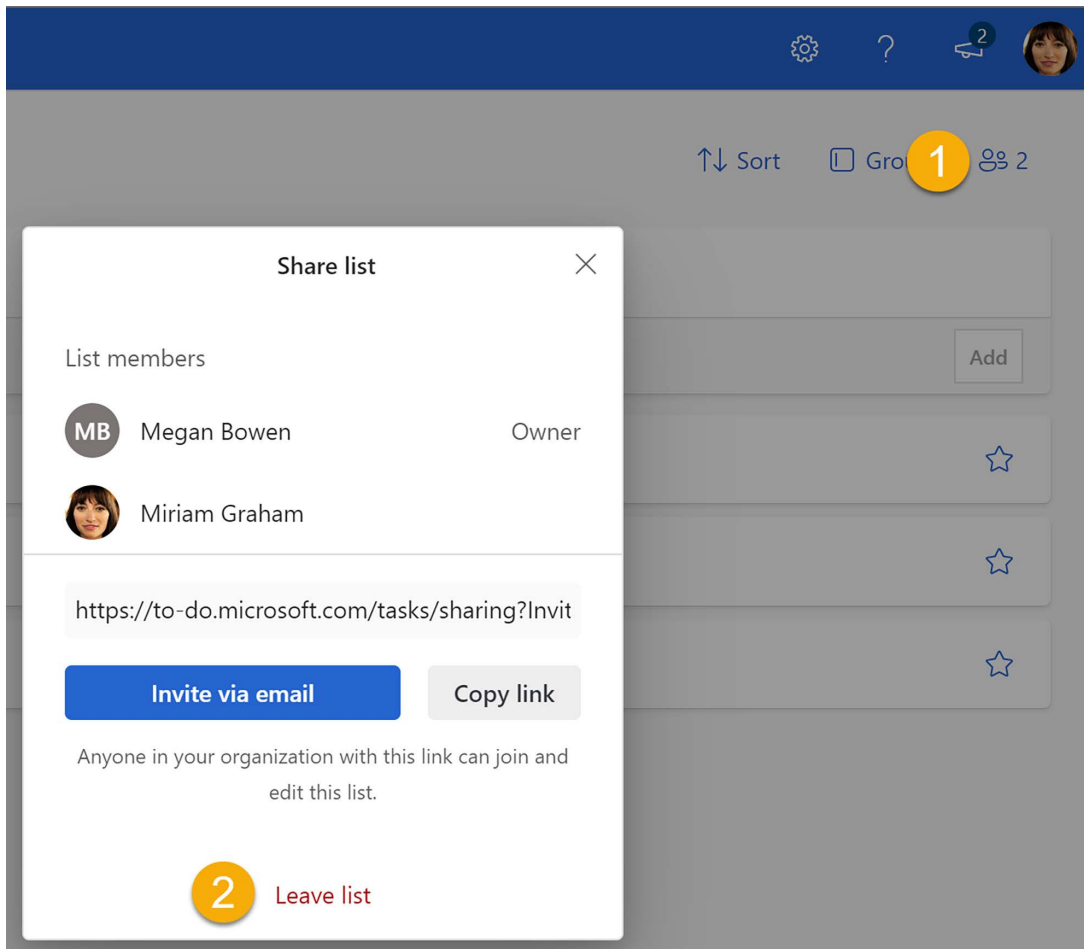 2
Sort
Gro
1
2
Share list
List members
Add
MB
Megan Bowen
Owner
Miriam Graham
https://to-do.microsoft.com/tasks/sharing?Invit
Invite via email
Copy link
Anyone in your organization with this link can join and
edit this list.
2
Leave list